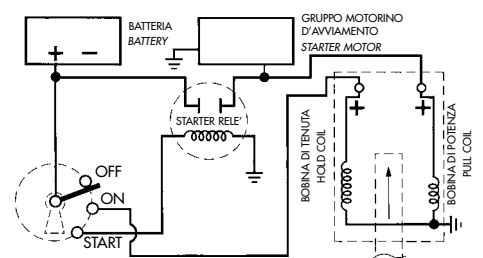 BATTERIA
BATTERY
+ −
GRUPPO MOTORINO
D'AVVIAMENTO
STARTER MOTOR
STARTER RELE'
BOBINA DI TENUTA
HOLD COIL
+
+
BOBINA DI POTENZA
PULL COIL
OFF
ON
START